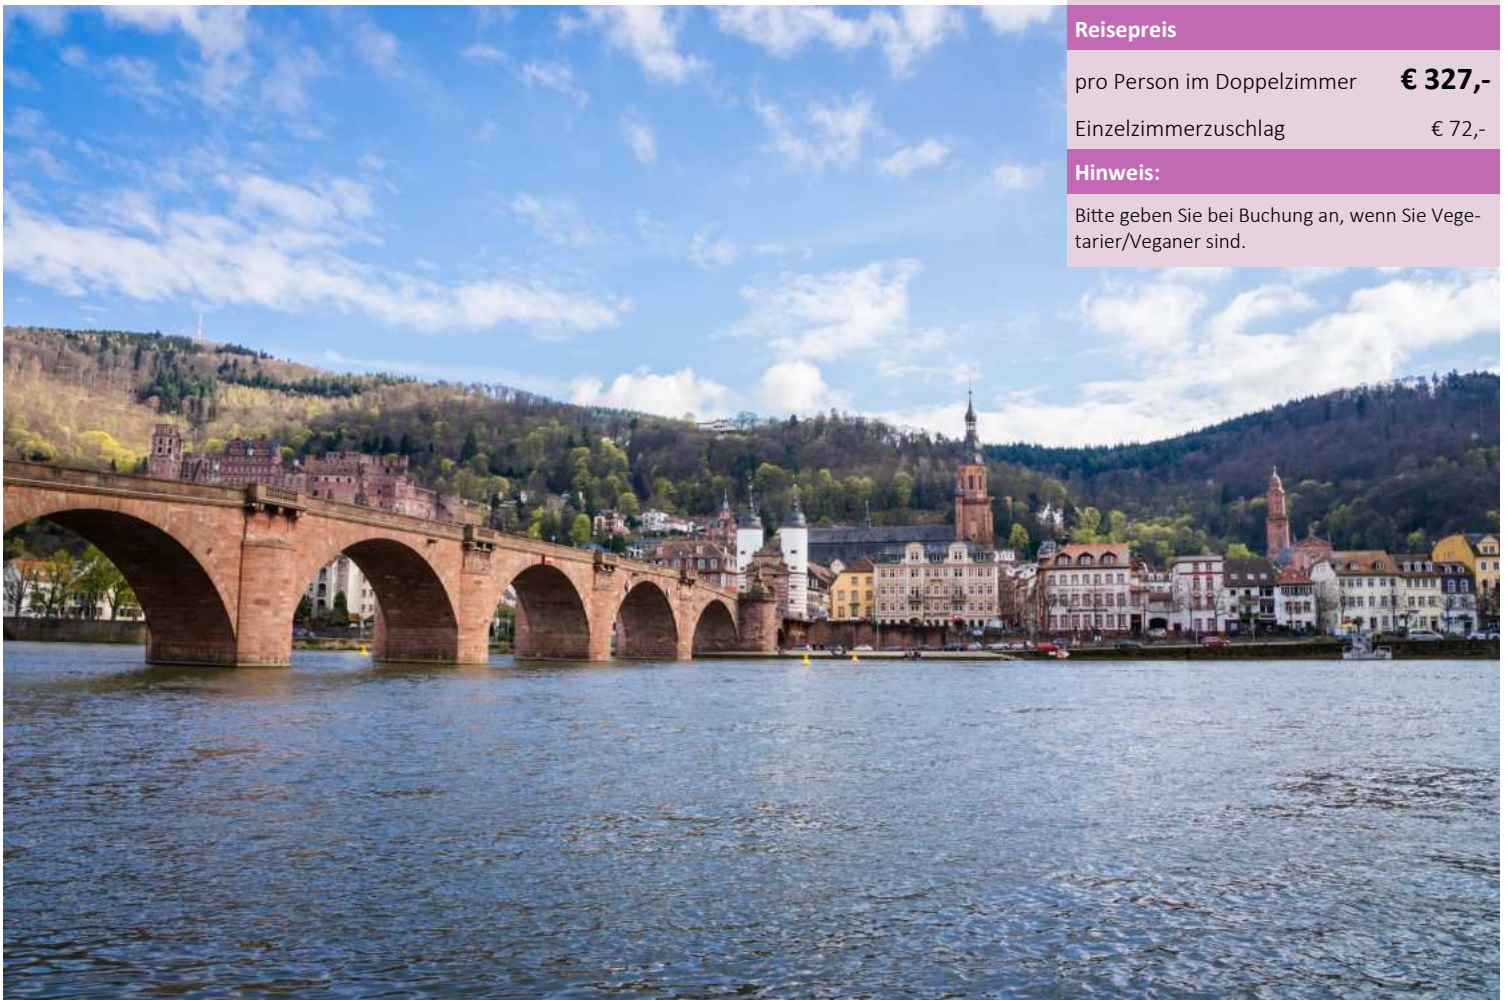 Reisepreis
pro Person im Doppelzimmer € 327,-
Einzelzimmerzuschlag € 72,-
Hinweis:
Bitte geben Sie bei Buchung an, wenn Sie Vege-
tarier/Veganer sind.